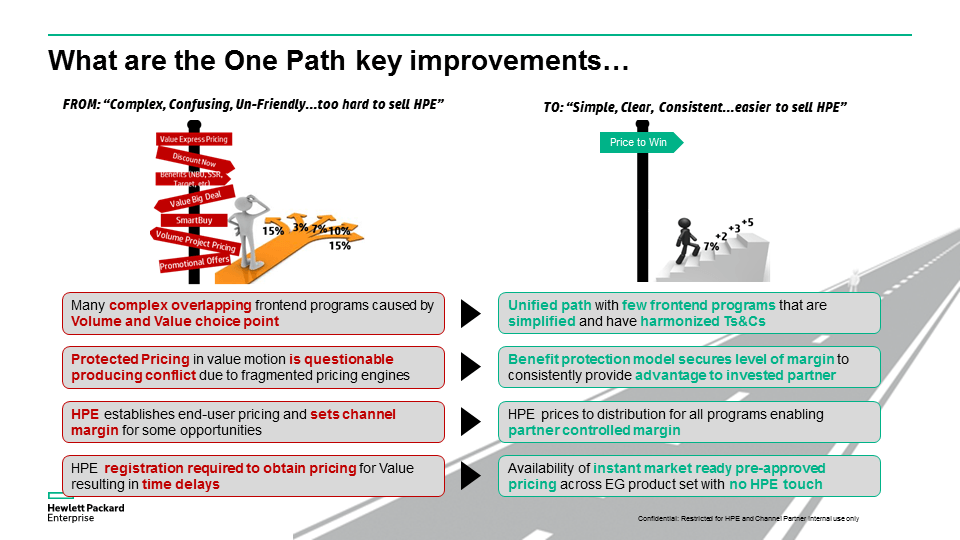 What are the One Path key improvements…
FROM: “Complex, Confusing, Un-Friendly…too hard to sell HPE”
TO: “Simple, Clear, Consistent…easier to sell HPE”
Value Express Pricing
Discount Now
Benefits (NBO, SSR,
Target, etc)
Value Big Deal
SmartBuy
Volume Project Pricing
Promotional Offers
15%
3%
7%
10%
15%
Price to Win
7%
+2
+3
+5
Many complex overlapping frontend programs caused by
Volume and Value choice point
Unified path with few frontend programs that are
simplified and have harmonized Ts&Cs
Protected Pricing in value motion is questionable
producing conflict due to fragmented pricing engines
Benefit protection model secures level of margin to
consistently provide advantage to invested partner
HPE establishes end-user pricing and sets channel
margin for some opportunities
HPE prices to distribution for all programs enabling
partner controlled margin
HPE registration required to obtain pricing for Value
resulting in time delays
Availability of instant market ready pre-approved
pricing across EG product set with no HPE touch
Hewlett Packard
Enterprise
Confidential: Restricted for HPE and Channel Partner Internal use only